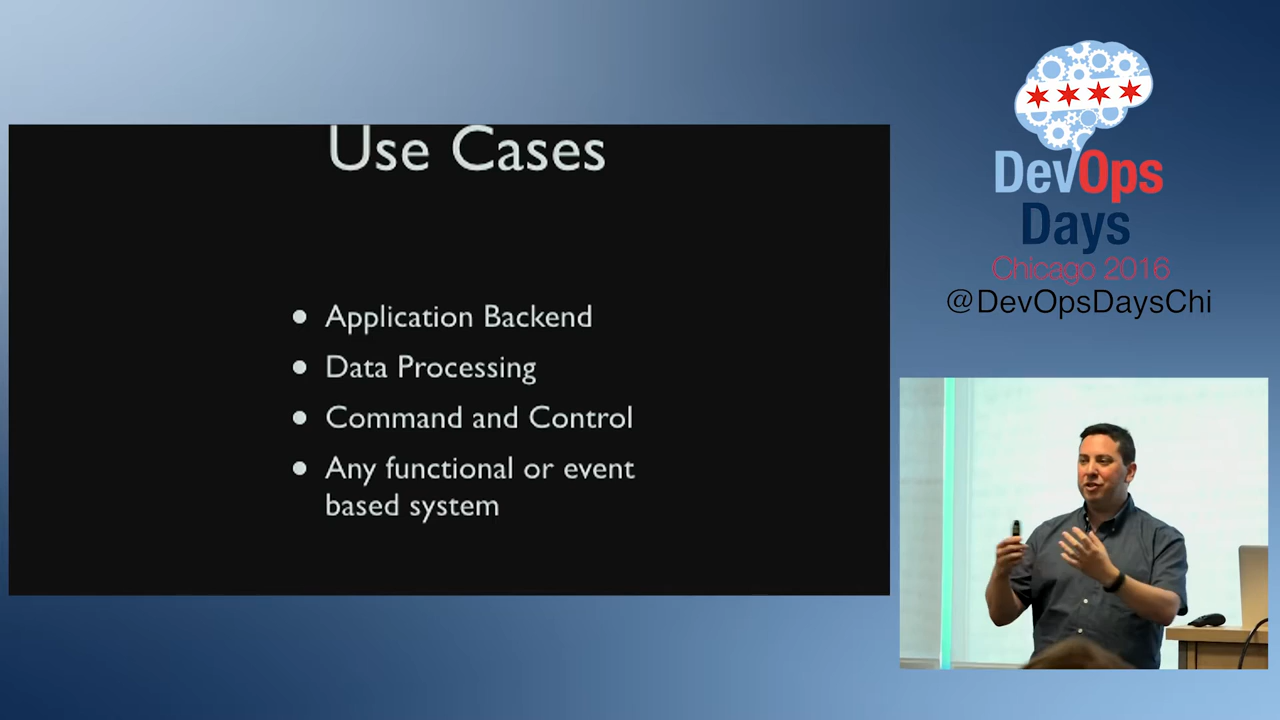 Use Cases
● Application Backend
● Data Processing
● Command and Control
● Any functional or event
based system
DevOps
Days
Chicago 2016
@DevOpsDaysChi